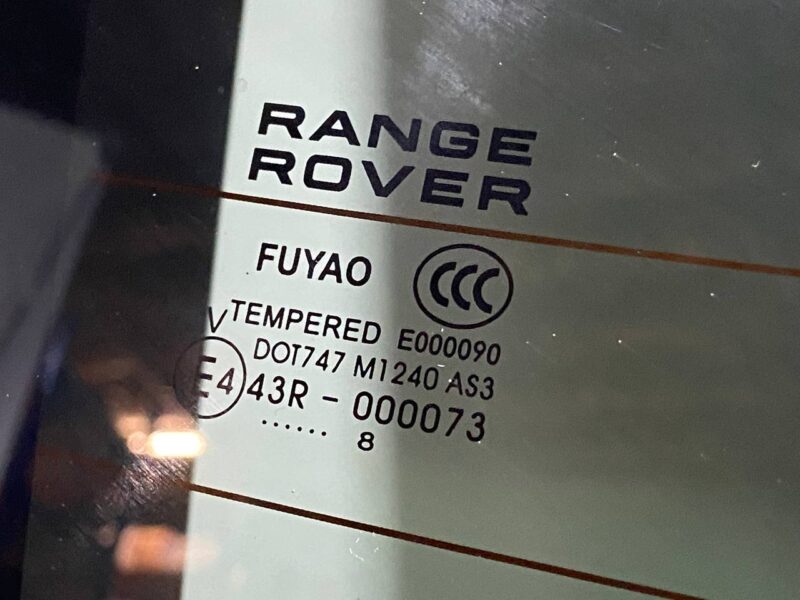 RANGE
ROVER
FUYAO CCC
V TEMPERED E000090
DOT747 M1240 AS3
E4 43R - 000073
...... 8